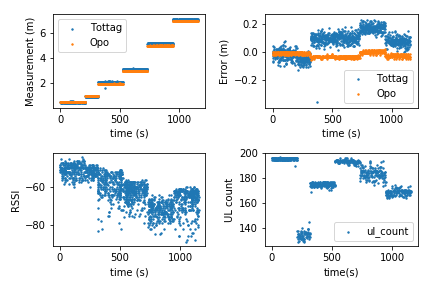 Measurement (m)
6
4
2
Tottag
Opo
0
500
1000
time (s)
Error (m)
0.2
0.0
−0.2
Tottag
Opo
0
500
1000
time (s)
RSSI
−60
−80
0
500
1000
time (s)
UL count
200
180
160
140
ul_count
0
500
1000
time(s)